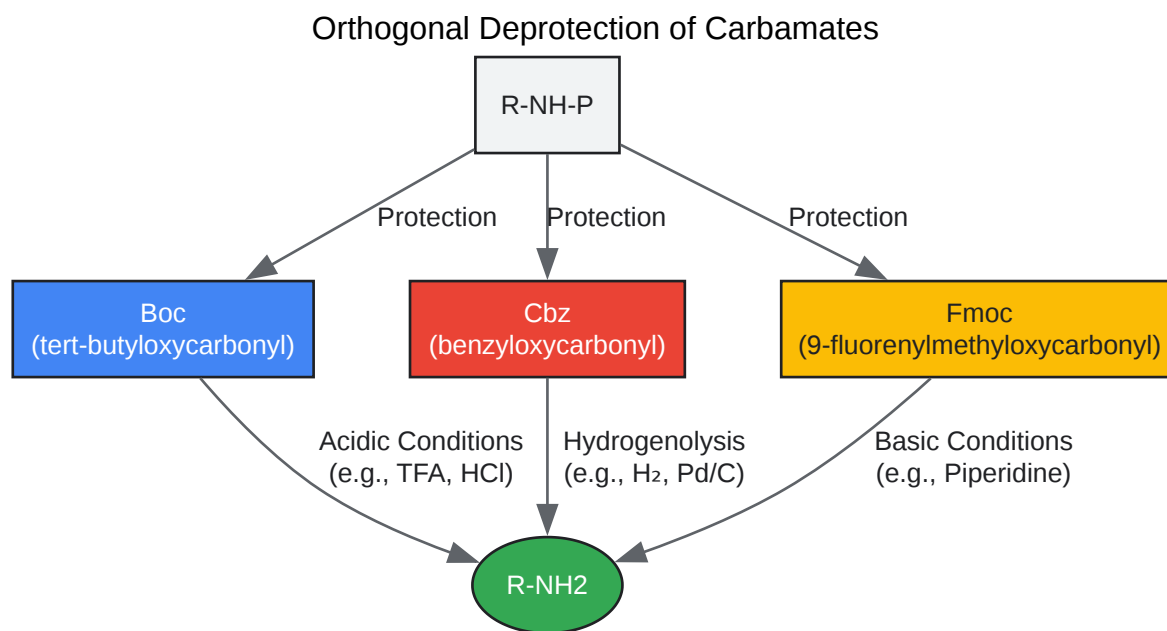 Orthogonal Deprotection of Carbamates
R-NH-P
Protection
Protection
Protection
Boc
(tert-butyloxycarbonyl)
Cbz
(benzyloxycarbonyl)
Fmoc
(9-fluorenylmethyloxycarbonyl)
Acidic Conditions
(e.g., TFA, HCl)
Hydrogenolysis
(e.g., H₂, Pd/C)
Basic Conditions
(e.g., Piperidine)
R-NH2